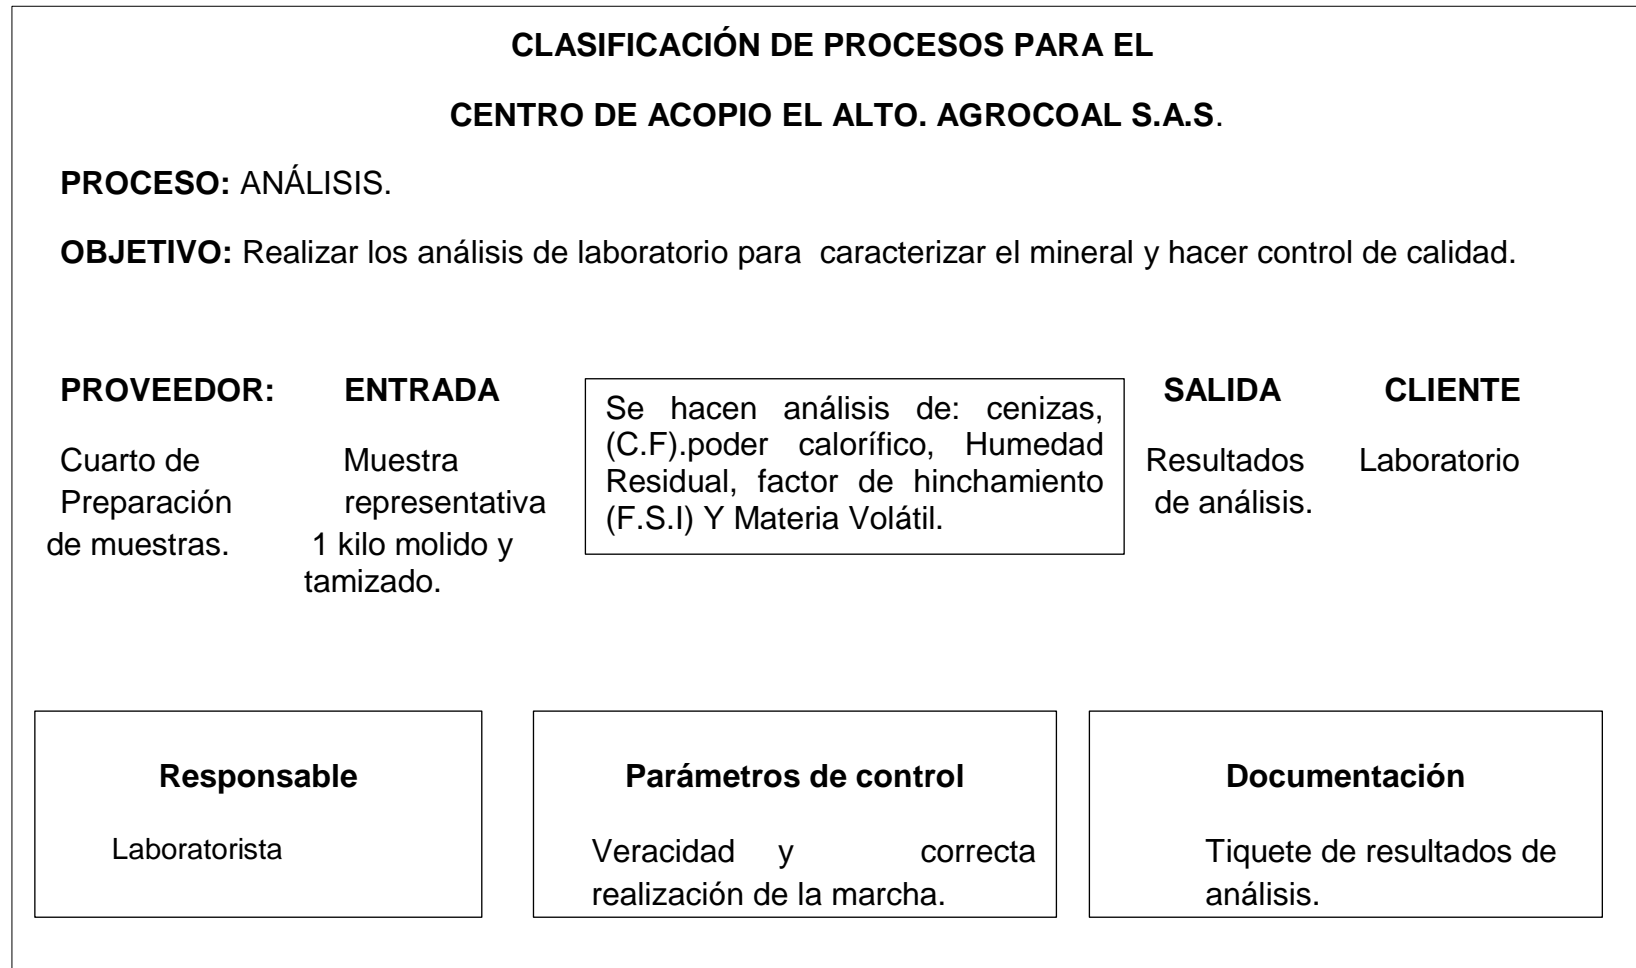 CLASIFICACIÓN DE PROCESOS PARA EL
CENTRO DE ACOPIO EL ALTO. AGROCOAL S.A.S.
PROCESO: ANÁLISIS.
OBJETIVO: Realizar los análisis de laboratorio para caracterizar el mineral y hacer control de calidad.
PROVEEDOR:
Cuarto de
Preparación
de muestras.
ENTRADA
Muestra
representativa
1 kilo molido y
tamizado.
Se hacen análisis de: cenizas,
(C.F).poder calorífico, Humedad
Residual, factor de hinchamiento
(F.S.I) Y Materia Volátil.
SALIDA
Resultados
de análisis.
CLIENTE
Laboratorio
Responsable
Laboratorista
Parámetros de control
Veracidad y correcta
realización de la marcha.
Documentación
Tiquete de resultados de
análisis.